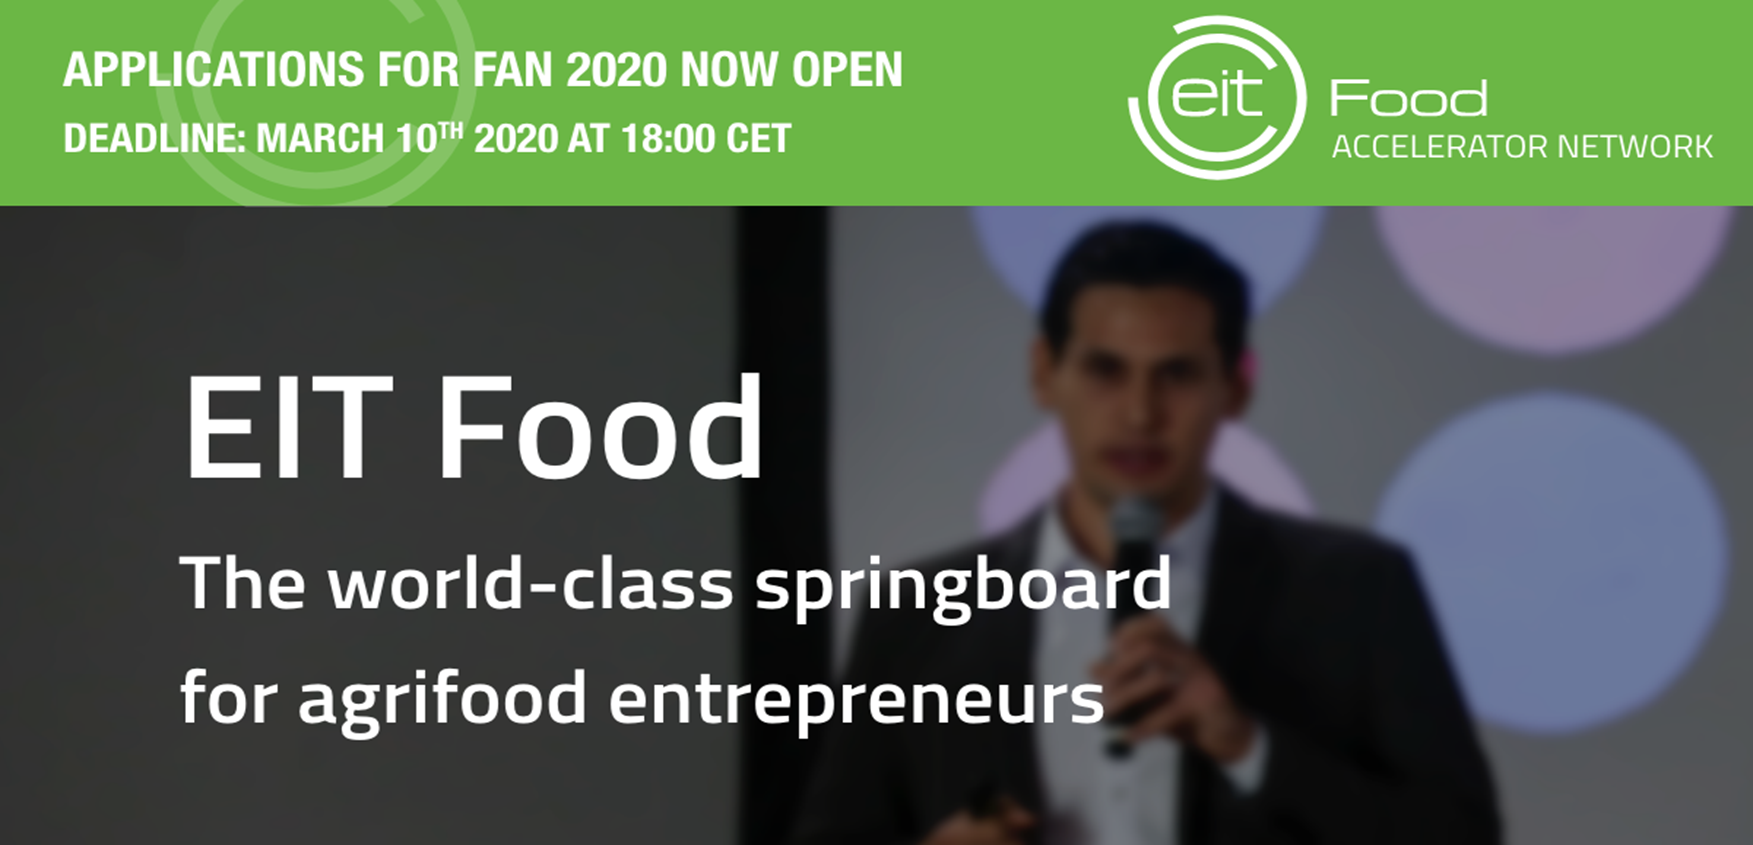 APPLICATIONS FOR FAN 2020 NOW OPEN
DEADLINE: MARCH 10TH 2020 AT 18:00 CET
eit Food
ACCELERATOR NETWORK
EIT Food
The world-class springboard
for agrifood entrepreneurs